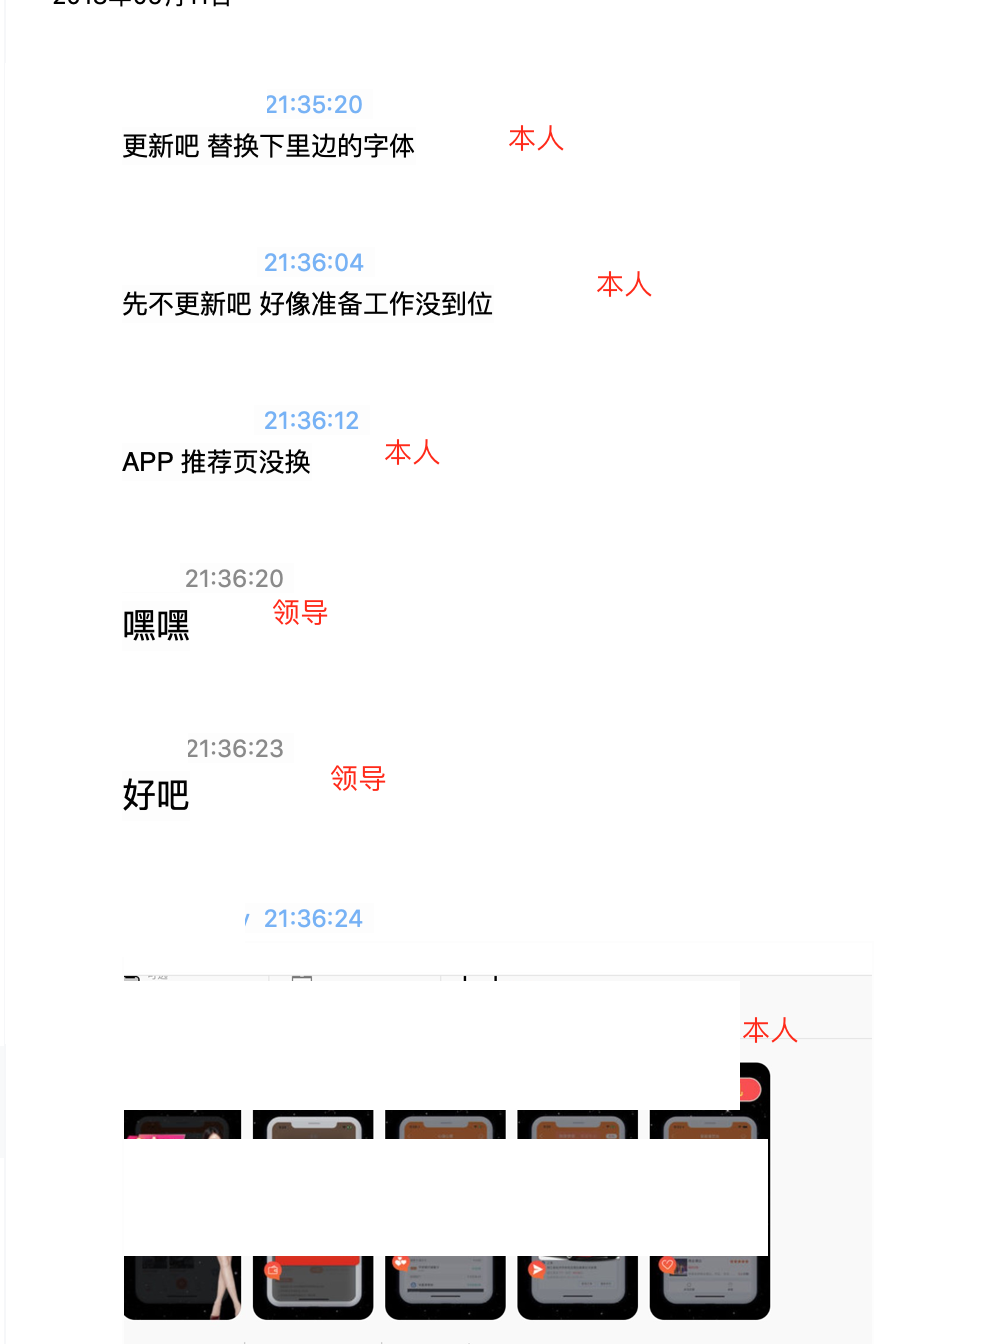 21:35:20
更新吧 替换下里边的字体
本人
21:36:04
先不更新吧 好像准备工作没到位
本人
21:36:12
APP 推荐页没换
本人
21:36:20
嘿嘿
领导
21:36:23
好吧
领导
21:36:24
本人